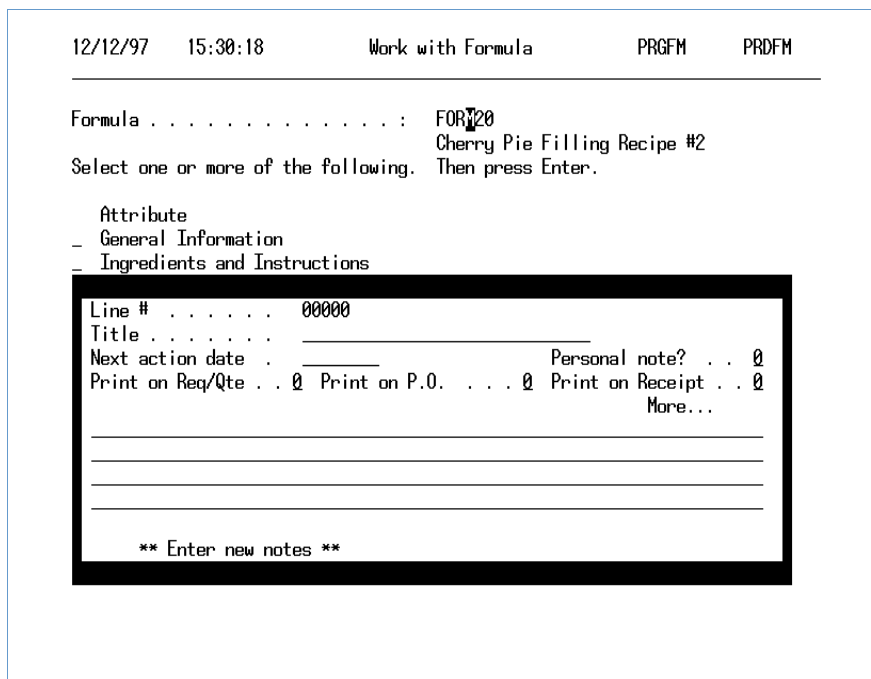 12/12/97 15:30:18 Work with Formula PRGFM PRDFM
Formula . . . . . . . . . . . . . . : FORM20
Cherry Pie Filling Recipe #2
Select one or more of the following. Then press Enter.
Attribute
_ General Information
_ Ingredients and Instructions
Line # . . . . . . 00000
Title . . . . . . .
Next action date . Personal note? . . 0
Print on Req/Qte . . 0 Print on P.O. . . . . 0 Print on Receipt . . 0
More...
** Enter new notes **